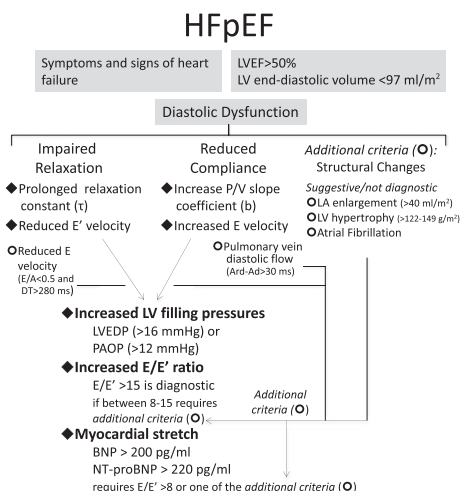 HFpEF
Symptoms and signs of heart
failure
LVEF>50%
LV end-diastolic volume <97 ml/m²
Diastolic Dysfunction
Impaired
Relaxation
◆Prolonged relaxation
constant (τ)
◆Reduced E’ velocity
Reduced
Compliance
◆Increase P/V slope
coefficient (b)
◆Increased E velocity
Additional criteria (O):
Structural Changes
Suggestive/not diagnostic
OLA enlargement (>40 ml/m²)
OLV hypertrophy (>122-149 g/m²)
OAtrial Fibrillation
OReduced E
velocity
(E/A<0.5 and
DT>280 ms)
OPulmonary vein
diastolic flow
(Ard-Ad>30 ms)
◆Increased LV filling pressures
LVEDP (>16 mmHg) or
PAOP (>12 mmHg)
◆Increased E/E’ ratio
E/E’ >15 is diagnostic
if between 8-15 requires
additional criteria (O)
Additional
criteria (O)
◆Myocardial stretch
BNP > 200 pg/ml
NT-proBNP > 220 pg/ml
requires E/E’ >8 or one of the additional criteria (O)